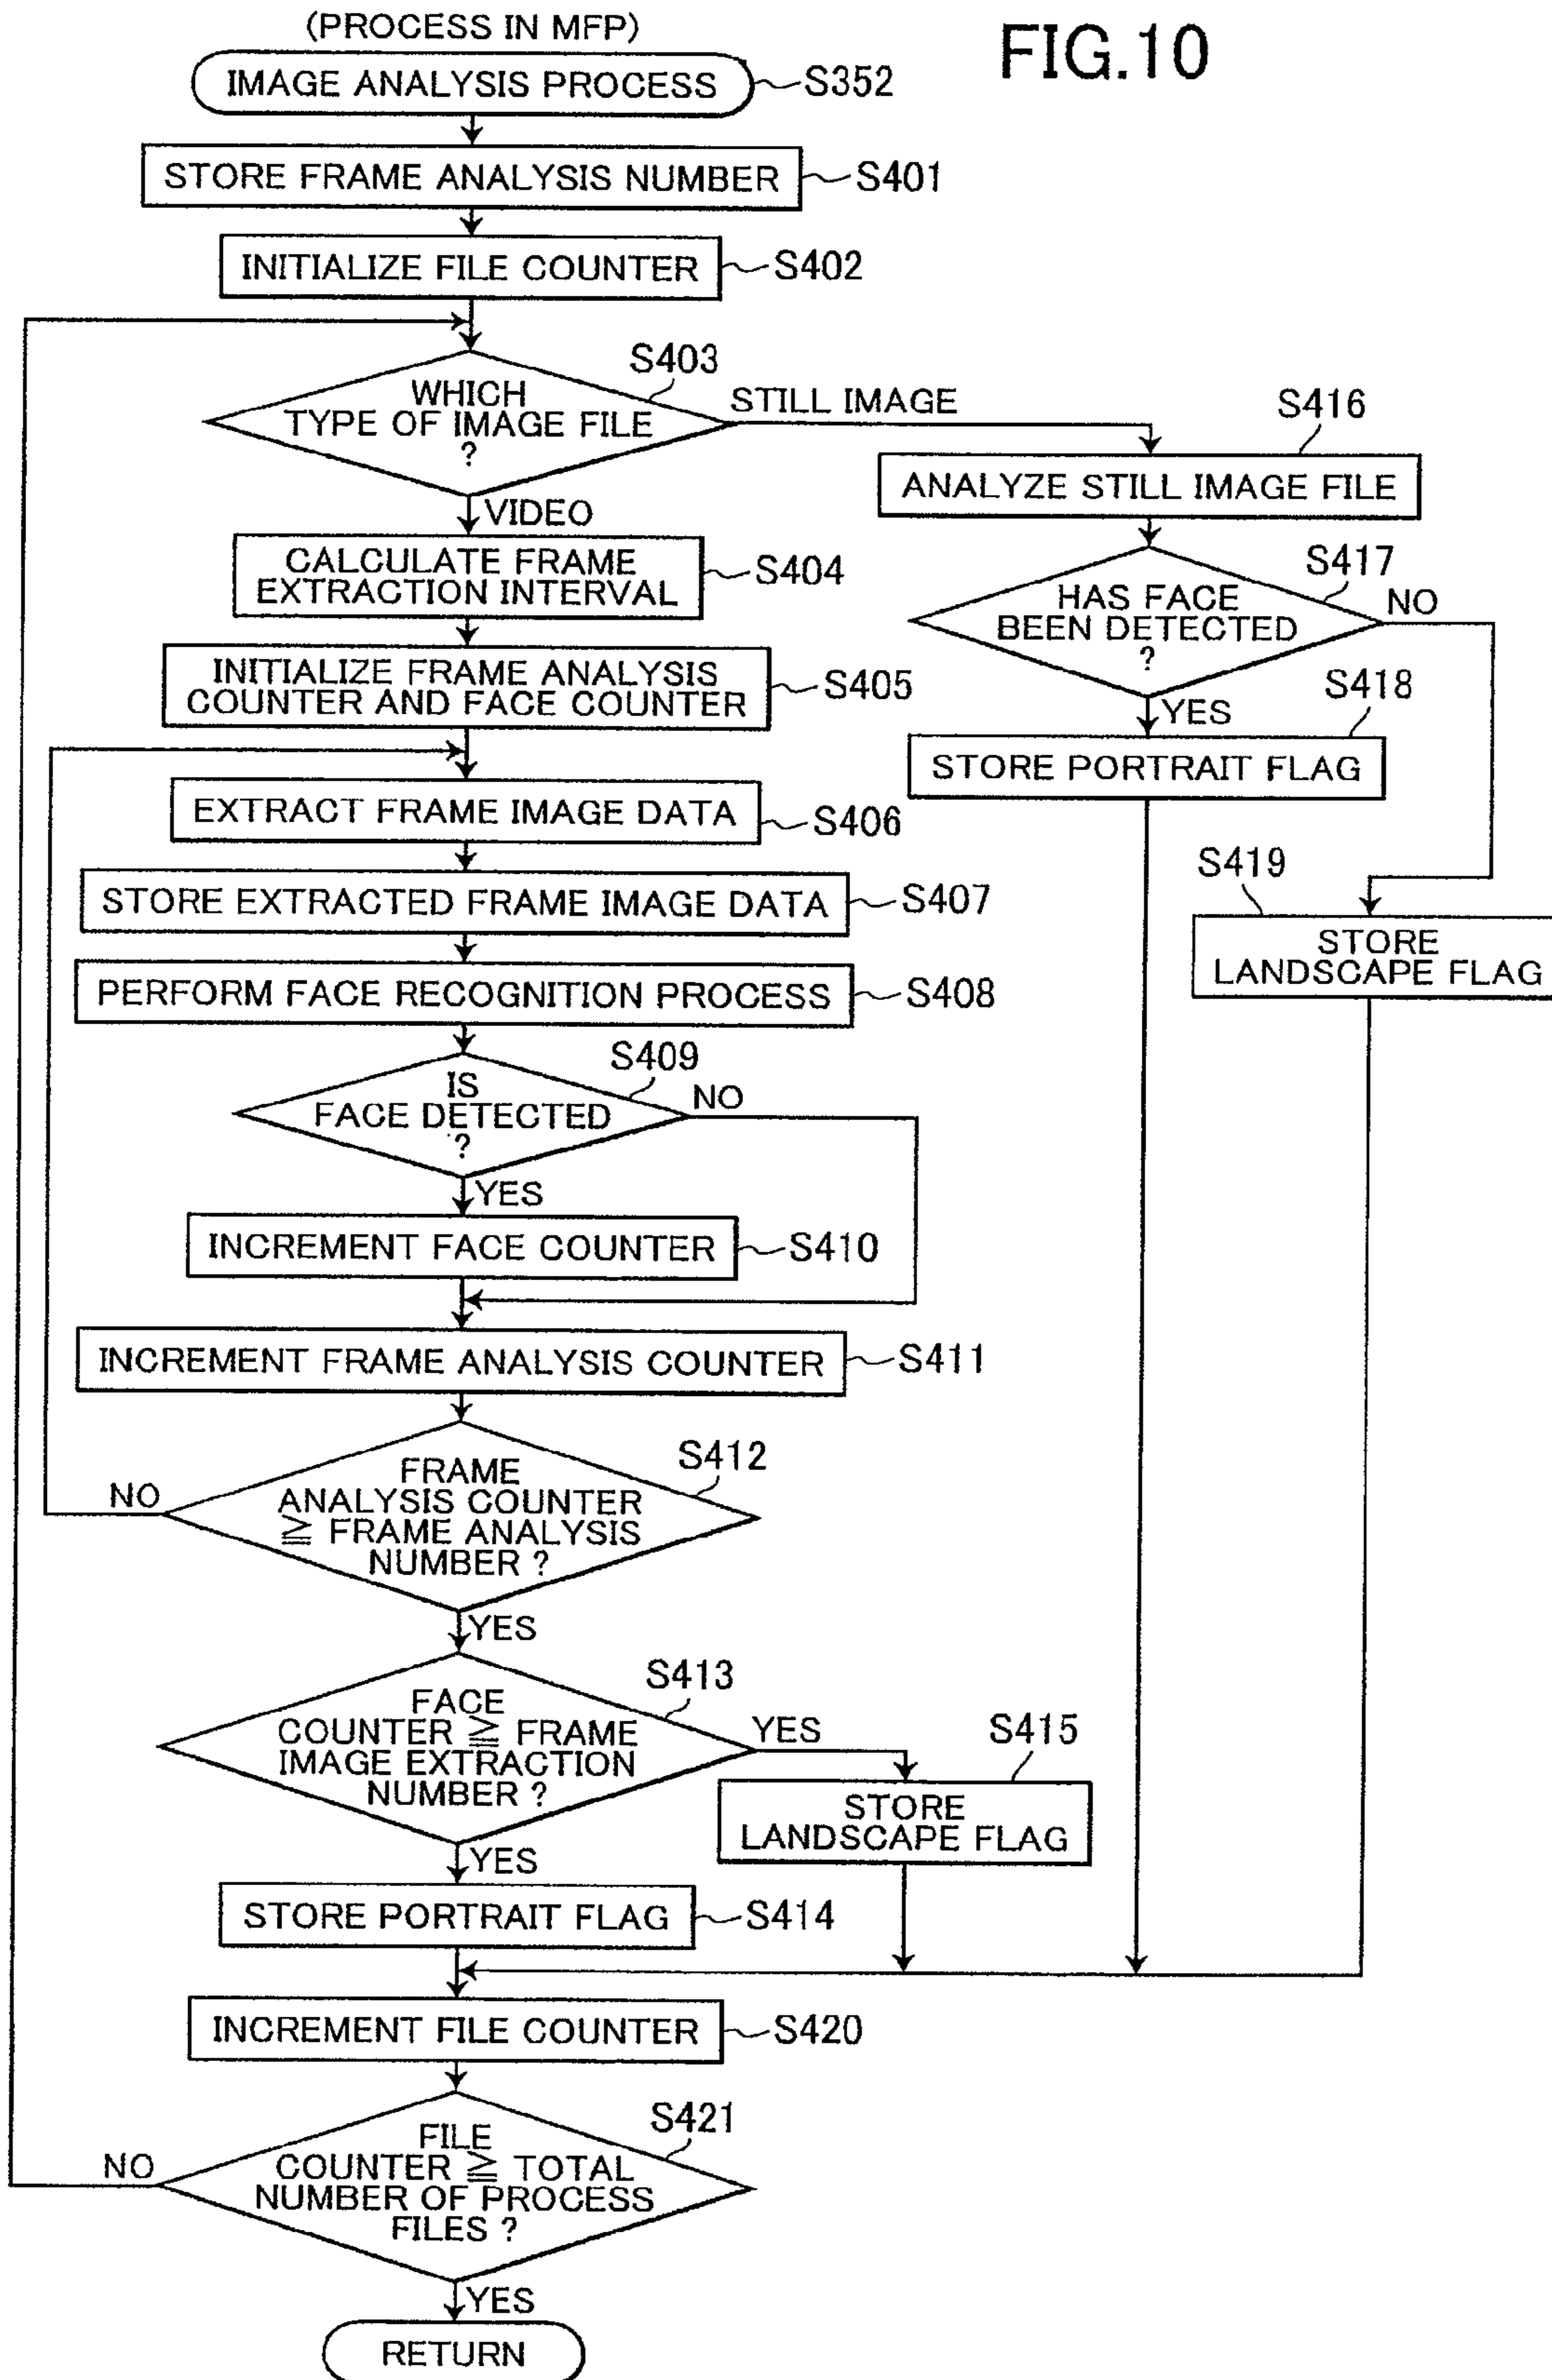 (PROCESS IN MFP)
FIG.10
IMAGE ANALYSIS PROCESS
S352
STORE FRAME ANALYSIS NUMBER
S401
INITIALIZE FILE COUNTER
S402
S403
WHICH
TYPE OF IMAGE FILE
?
STILL IMAGE
VIDEO
CALCULATE FRAME
EXTRACTION INTERVAL
S404
INITIALIZE FRAME ANALYSIS
COUNTER AND FACE COUNTER
S405
EXTRACT FRAME IMAGE DATA
S406
STORE EXTRACTED FRAME IMAGE DATA
S407
PERFORM FACE RECOGNITION PROCESS
S408
S409
IS
FACE DETECTED
?
NO
YES
INCREMENT FACE COUNTER
S410
INCREMENT FRAME ANALYSIS COUNTER
S411
S412
FRAME
ANALYSIS COUNTER
≧ FRAME ANALYSIS
NUMBER ?
NO
YES
S413
FACE
COUNTER ≧ FRAME
IMAGE EXTRACTION
NUMBER ?
YES
S415
STORE
LANDSCAPE FLAG
YES
STORE PORTRAIT FLAG
S414
S416
ANALYZE STILL IMAGE FILE
S417
HAS FACE
BEEN DETECTED
?
NO
YES
S418
STORE PORTRAIT FLAG
S419
STORE
LANDSCAPE FLAG
INCREMENT FILE COUNTER
S420
S421
FILE
COUNTER ≧ TOTAL
NUMBER OF PROCESS
FILES ?
NO
YES
RETURN